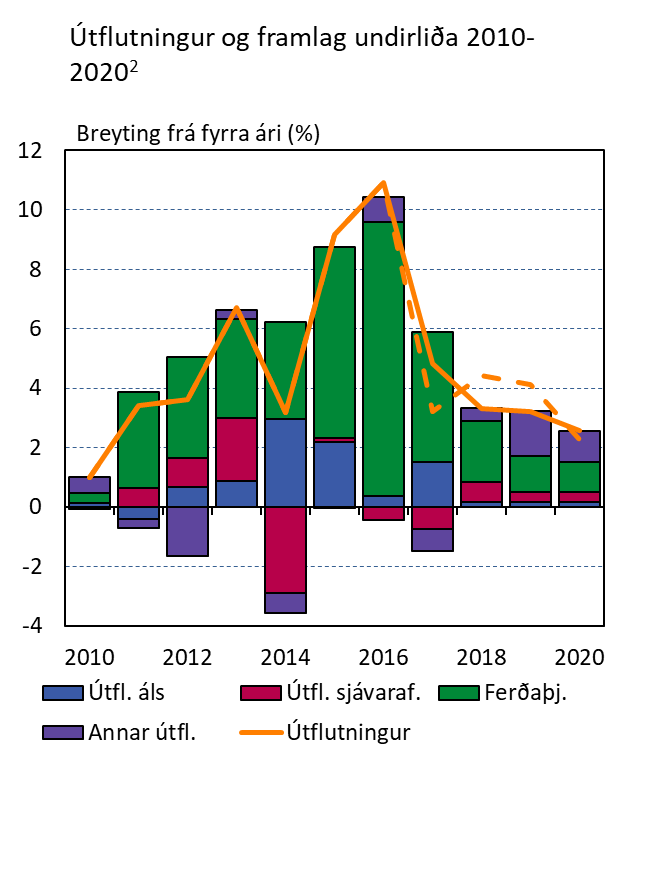 Útflutningur og framlag undirliða 2010-
2020²
Breyting frá fyrra ári (%)
12
10
8
6
4
2
0
-2
-4
2010 2012 2014 2016 2018 2020
Útfl. áls Útfl. sjávaraf. Ferðaþj.
Annar útfl. Útflutningur